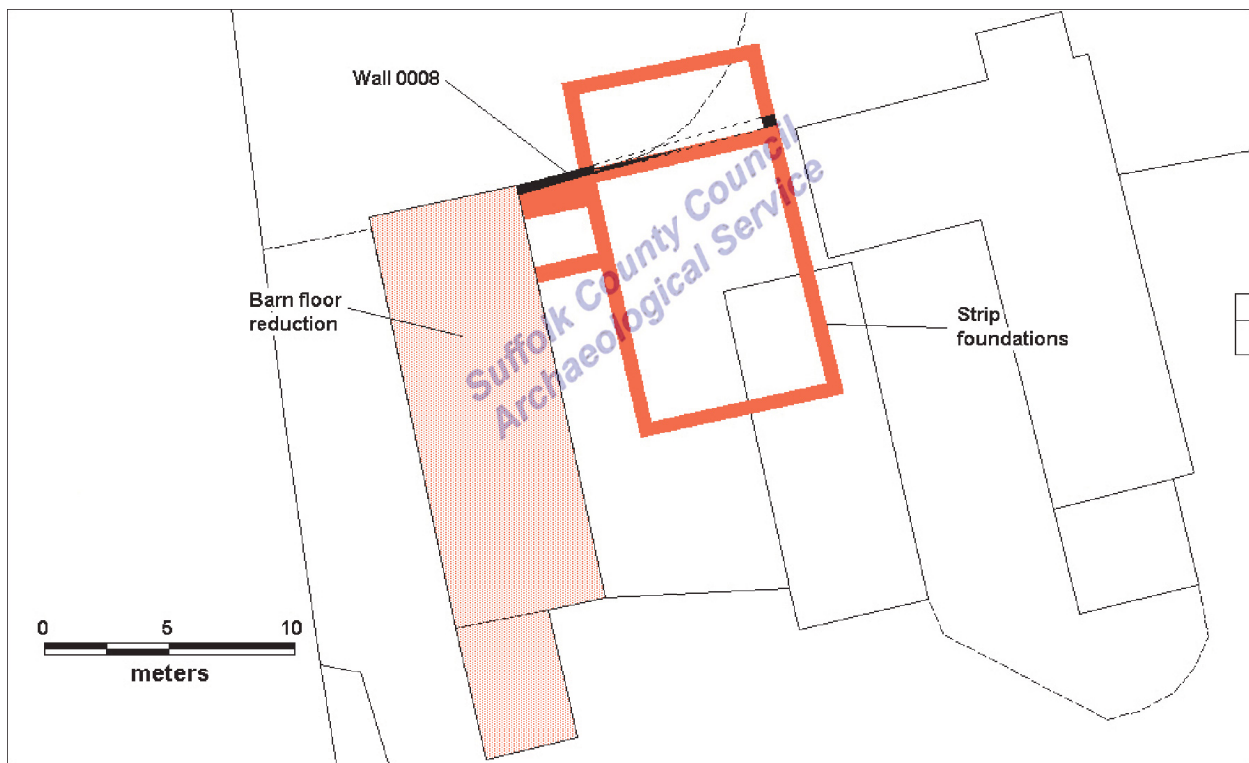 Wall 0008
Suffolk County Council
Archaeological Service
Barn floor
reduction
Strip
foundations
0 5 10
meters